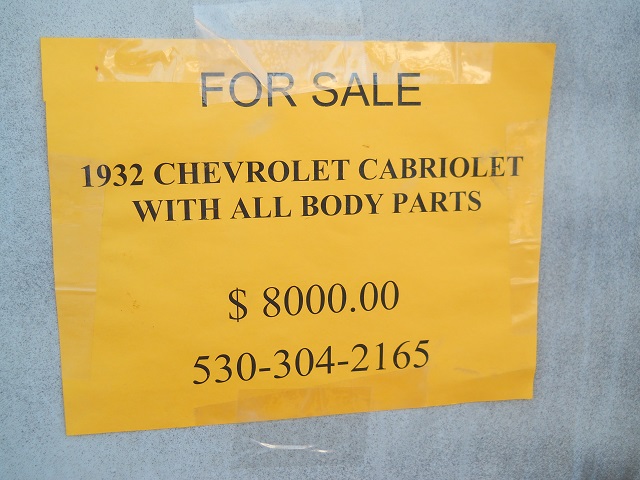 FOR SALE
1932 CHEVROLET CABRIOLET
WITH ALL BODY PARTS
$ 8000.00
530-304-2165